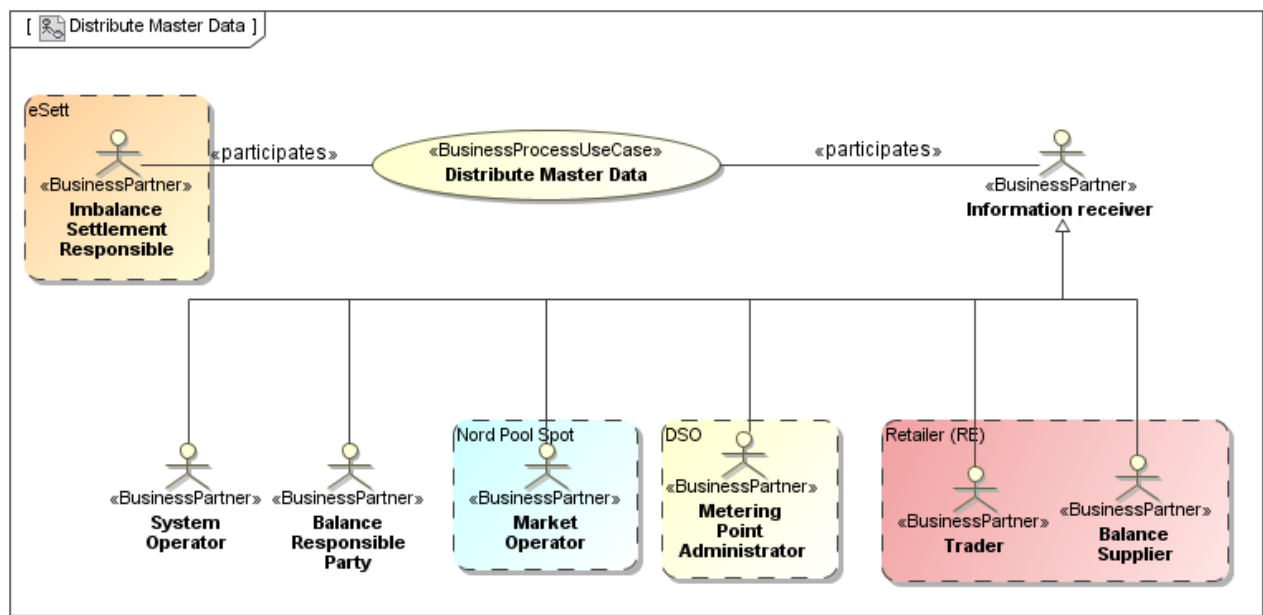 [ Distribute Master Data ]
eSett
«BusinessPartner»
Imbalance
Settlement
Responsible
«participates»
«BusinessProcessUseCase»
Distribute Master Data
«participates»
«BusinessPartner»
Information receiver
«BusinessPartner»
System
Operator
«BusinessPartner»
Balance
Responsible
Party
Nord Pool Spot
«BusinessPartner»
Market
Operator
DSO
«BusinessPartner»
Metering
Point
Administrator
Retailer (RE)
«BusinessPartner»
Trader
«BusinessPartner»
Balance
Supplier